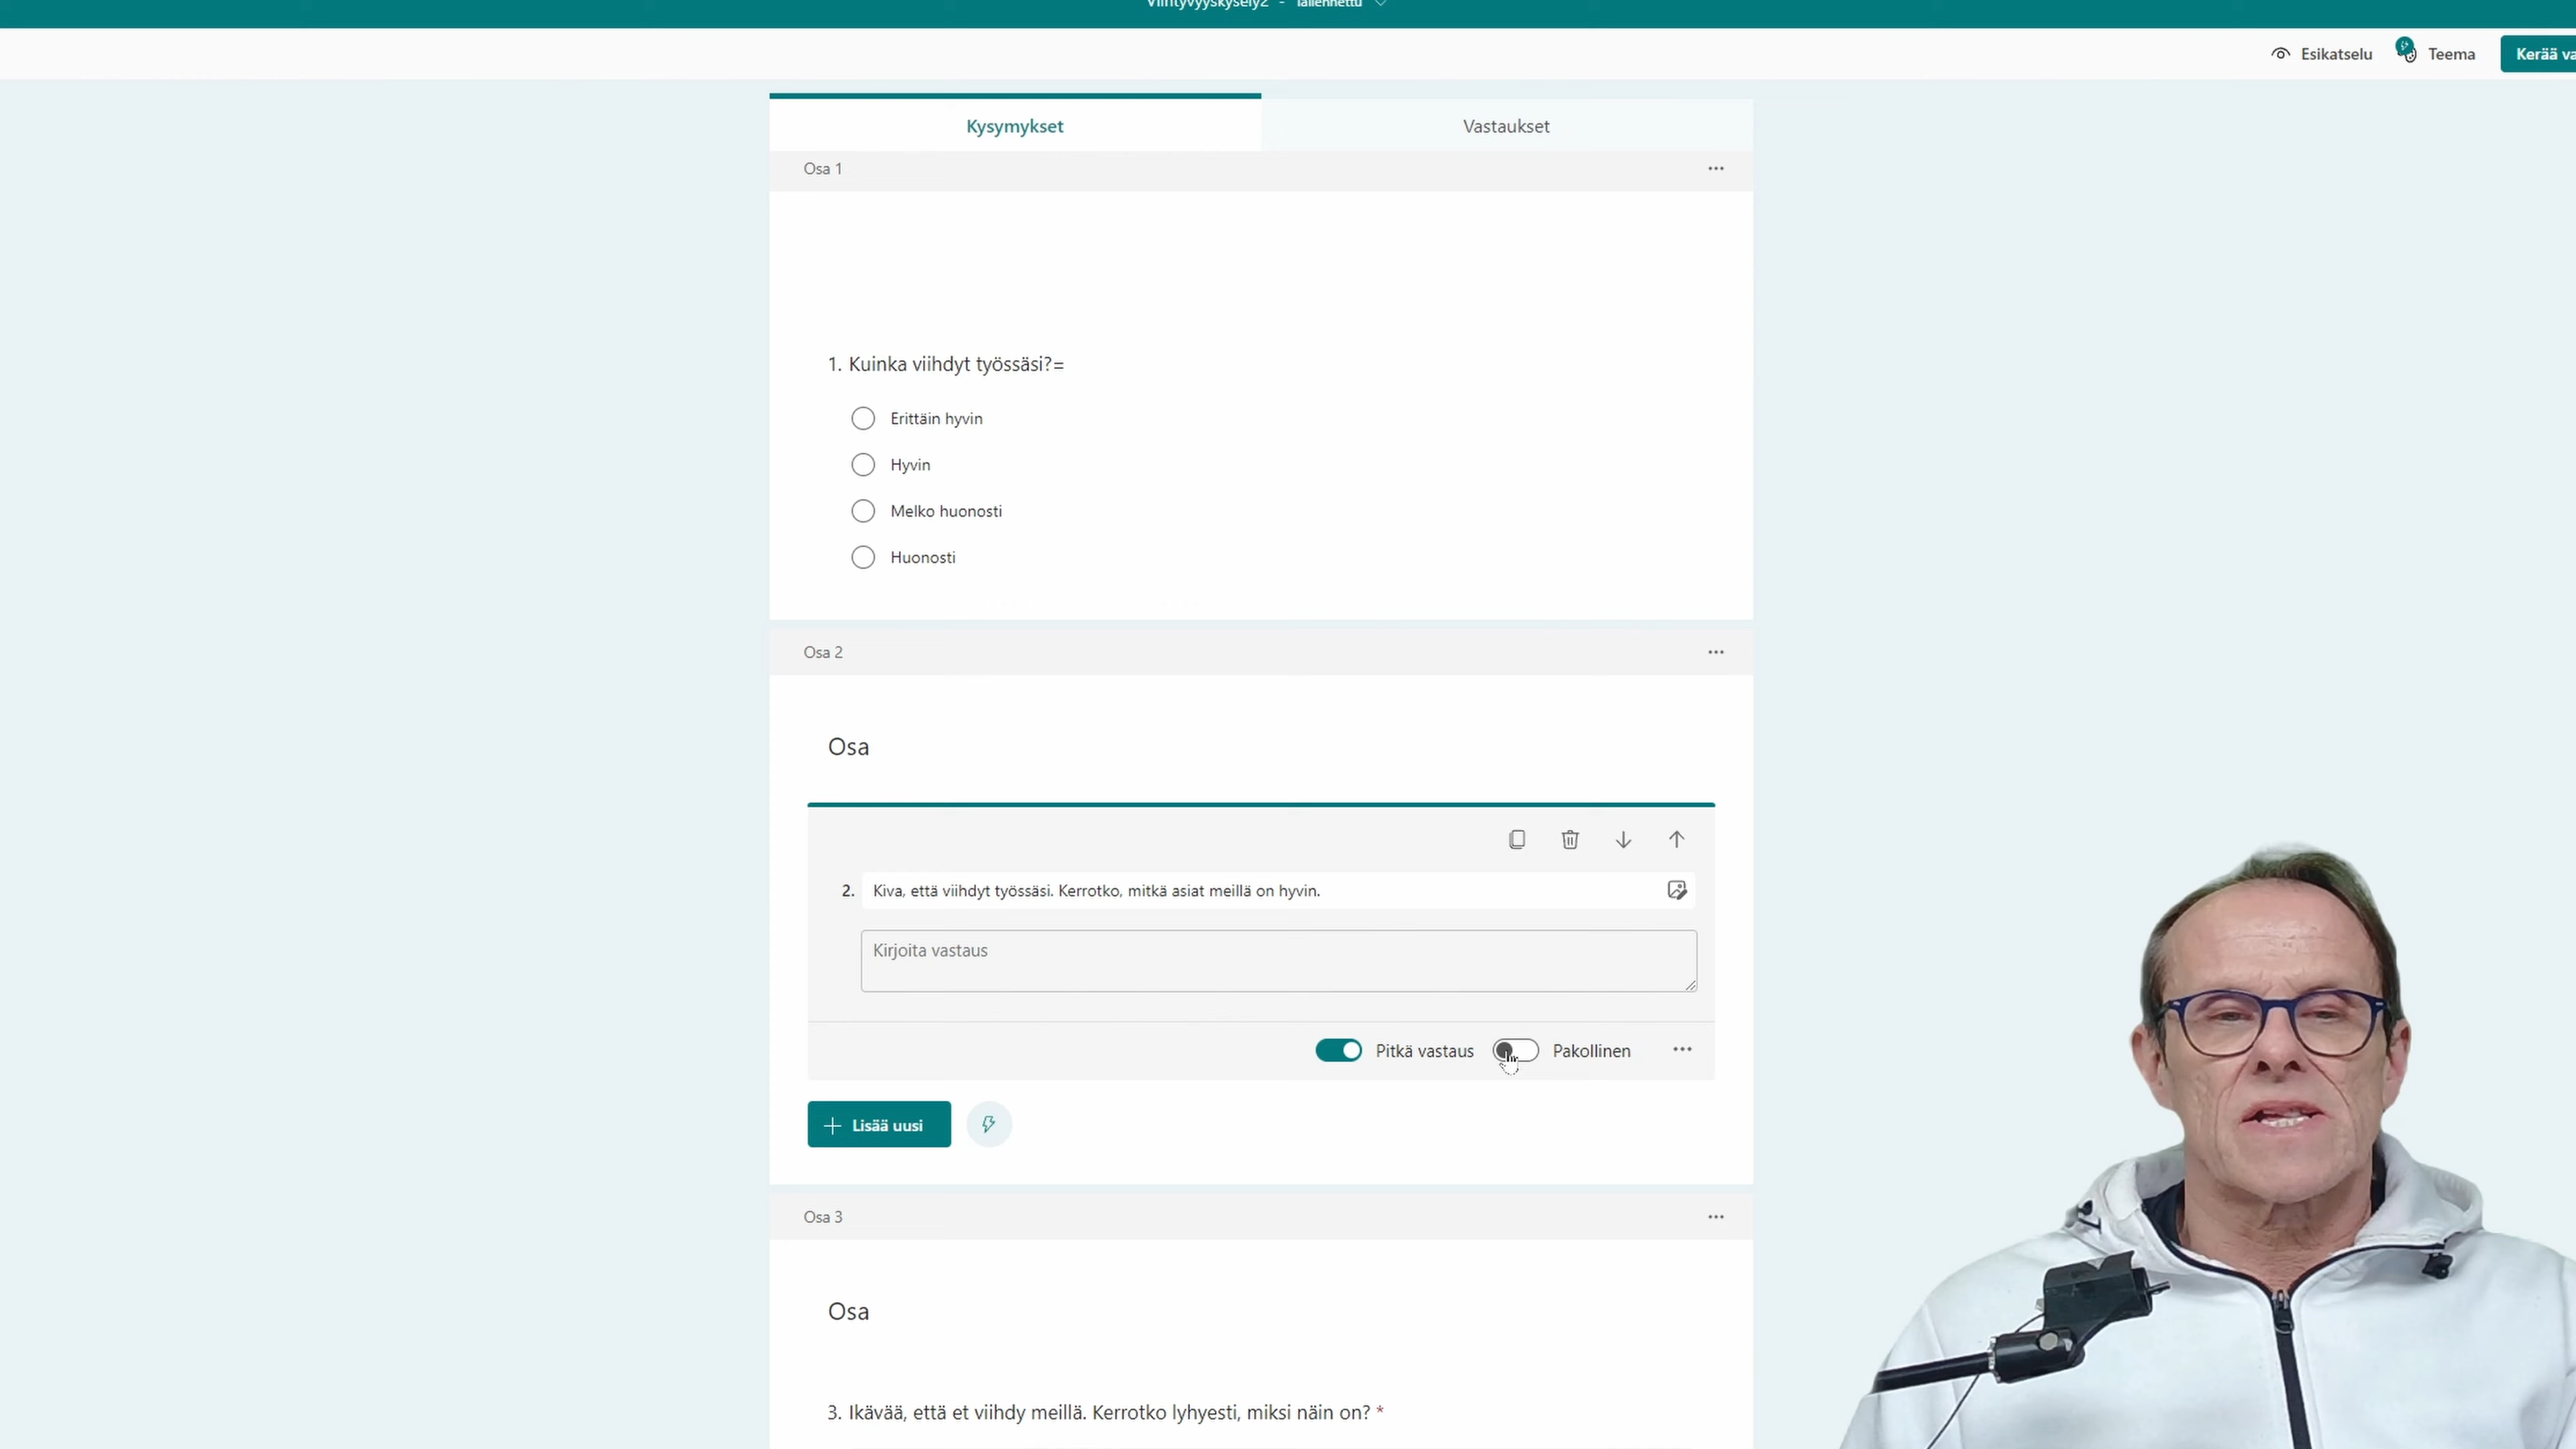 Viihtyvyyskysely2 - Tallennettu
Esikatselu
Teema
Kerää va
Kysymykset
Vastaukset
Osa 1
1. Kuinka viihdyt työssäsi?=
Erittäin hyvin
Hyvin
Melko huonosti
Huonosti
Osa 2
Osa
2. Kiva, että viihdyt työssäsi. Kerrotko, mitkä asiat meillä on hyvin.
Kirjoita vastaus
Pitkä vastaus
Pakollinen
Lisää uusi
Osa 3
Osa
3. Ikävää, että et viihdy meillä. Kerrotko lyhyesti, miksi näin on? *